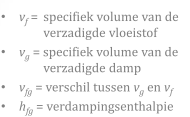 • v_f = specifiek volume van de
verzadigde vloeistof
• v_g = specifiek volume van de
verzadigde damp
• v_fg = verschil tussen v_g en v_f
• h_fg = verdampingsenthalpie